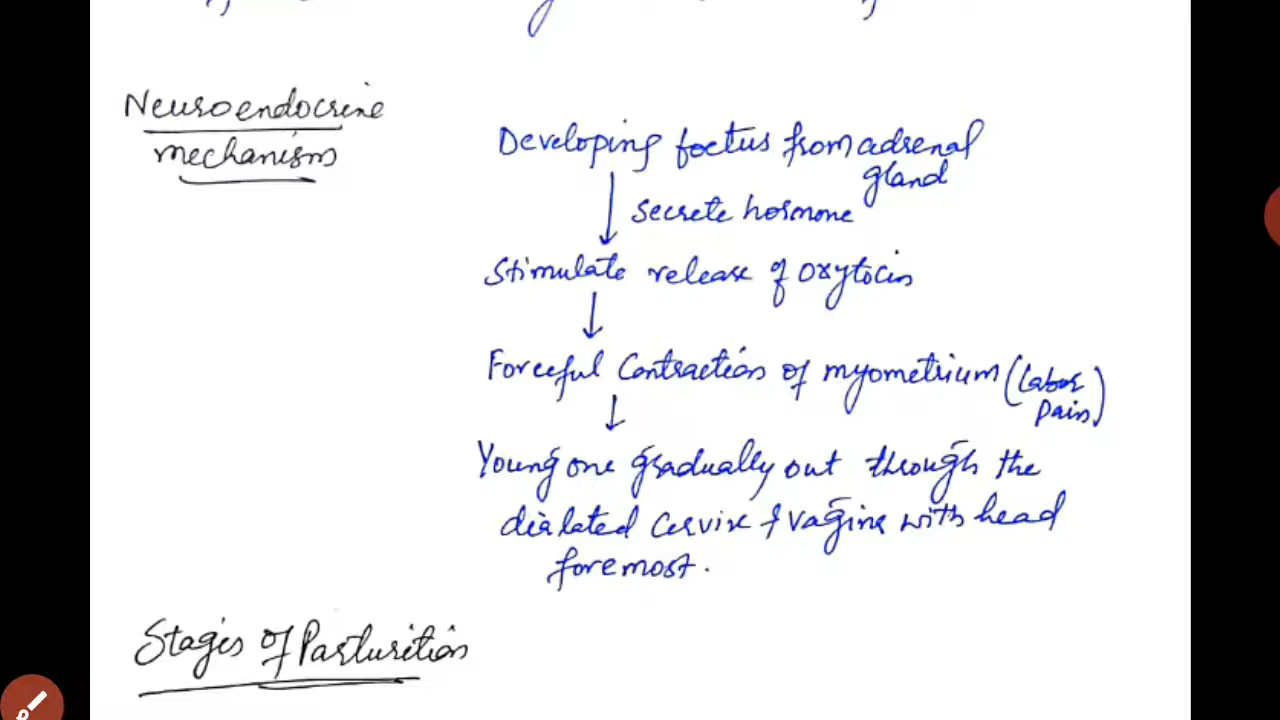 Neuroendocrine
mechanism
Developing foetus from adrenal
gland
secrete hormone
Stimulate release of oxytocin
Forceful Contraction of myometrium (Labor
pain)
Young one gradually out through the
dialated Cervix & vagina with head
foremost.
Stages of Parturition